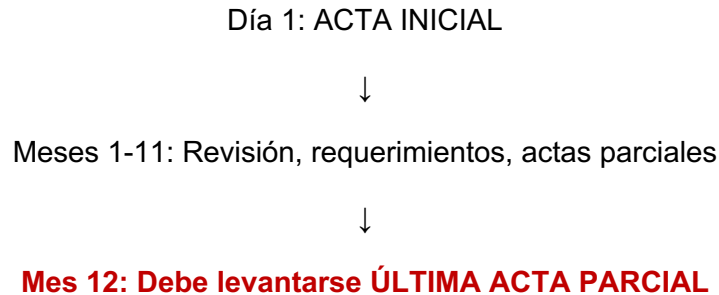 Día 1: ACTA INICIAL
↓
Meses 1-11: Revisión, requerimientos, actas parciales
↓
Mes 12: Debe levantarse ÚLTIMA ACTA PARCIAL